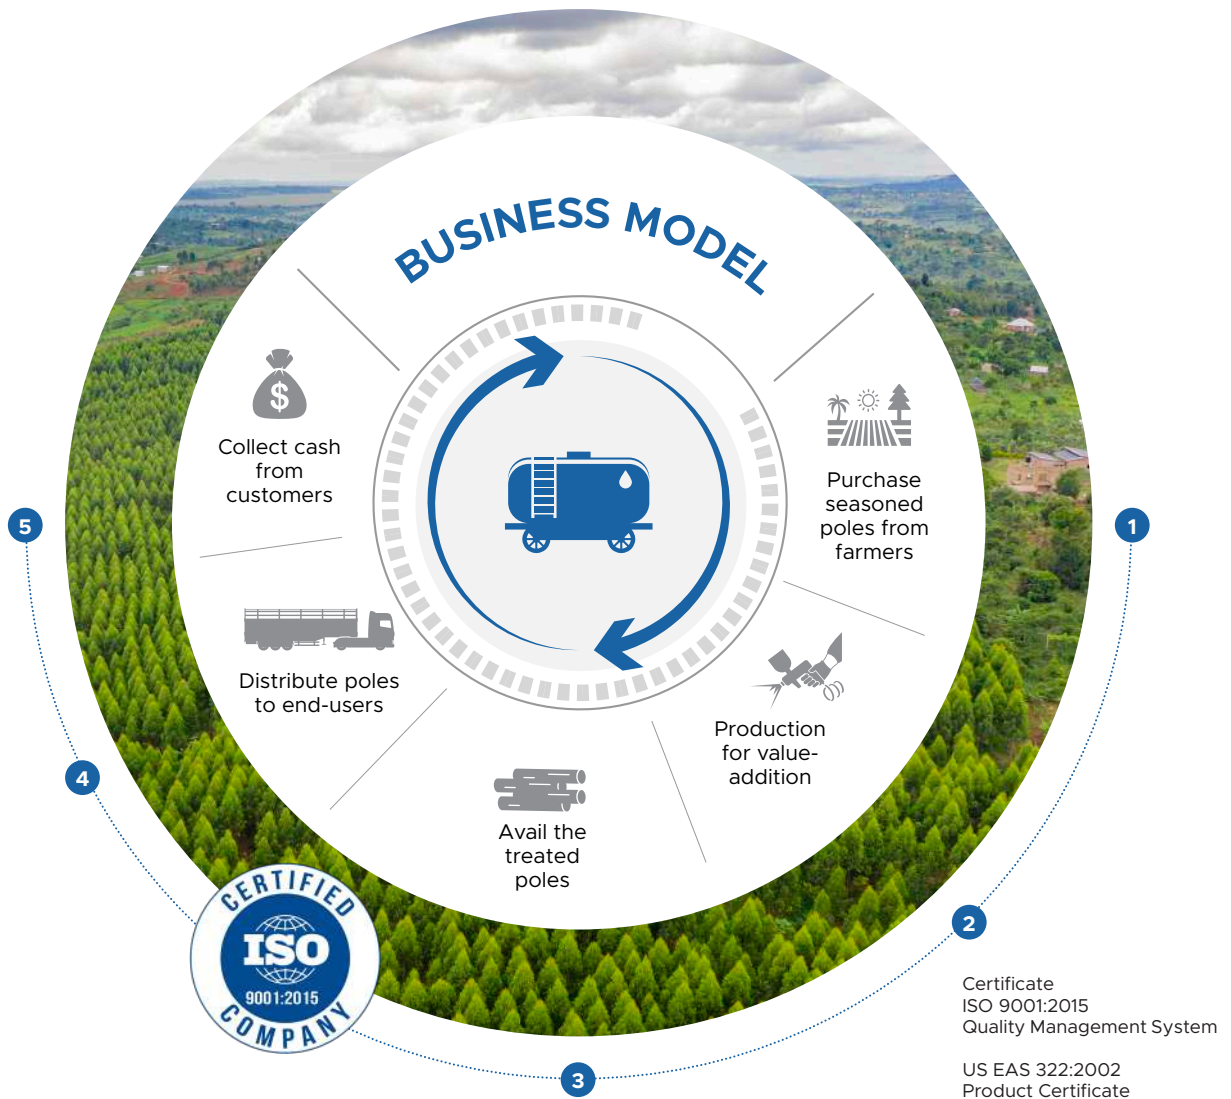 BUSINESS MODEL
$
Collect cash
from
customers
Purchase
seasoned
poles from
farmers
5
1
Distribute poles
to end-users
Production
for value-
addition
4
Avail the
treated
poles
CERTIFIED
ISO
9001:2015
COMPANY
2
Certificate
ISO 9001:2015
Quality Management System
US EAS 322:2002
Product Certificate
3